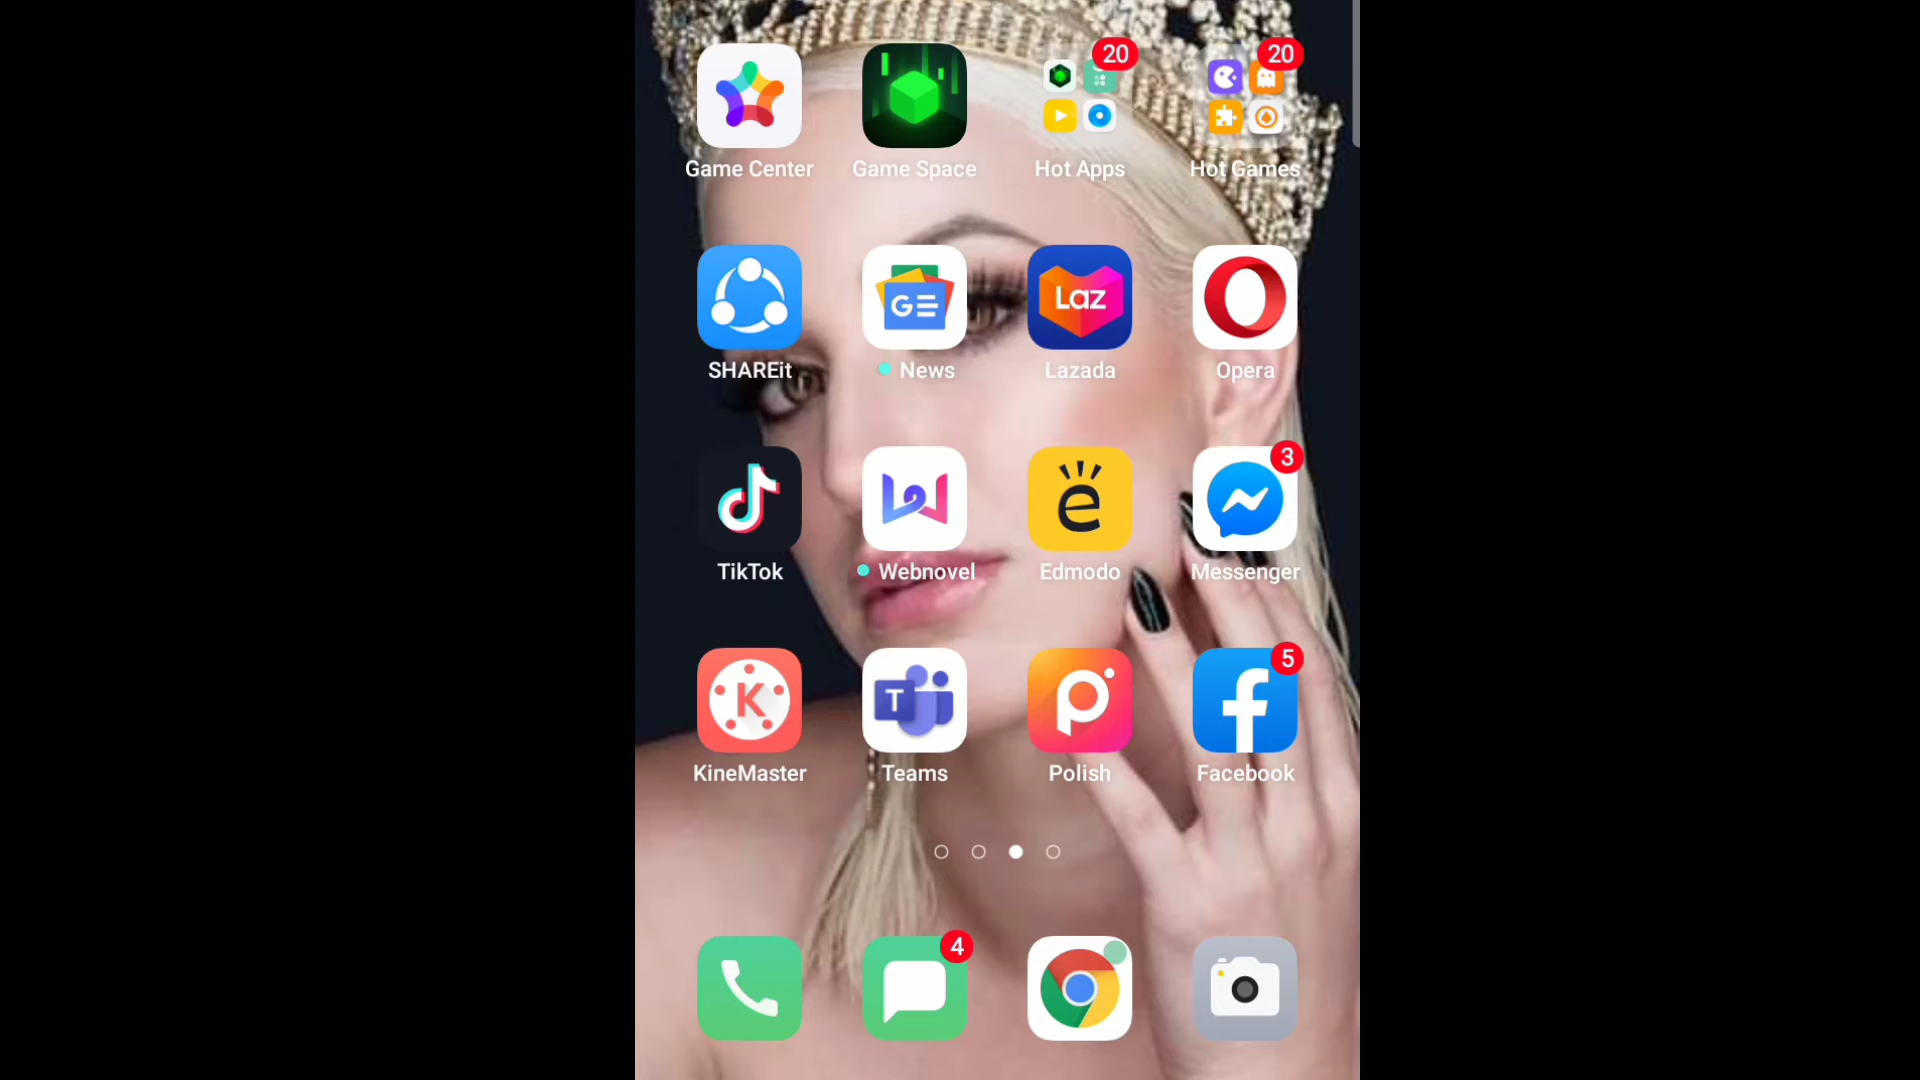 20 20
Game Center Game Space Hot Apps Hot Games
GE Laz
SHAREit News Lazada Opera
e 3
TikTok Webnovel Edmodo Messenger
K T 5
KineMaster Teams Polish Facebook
4